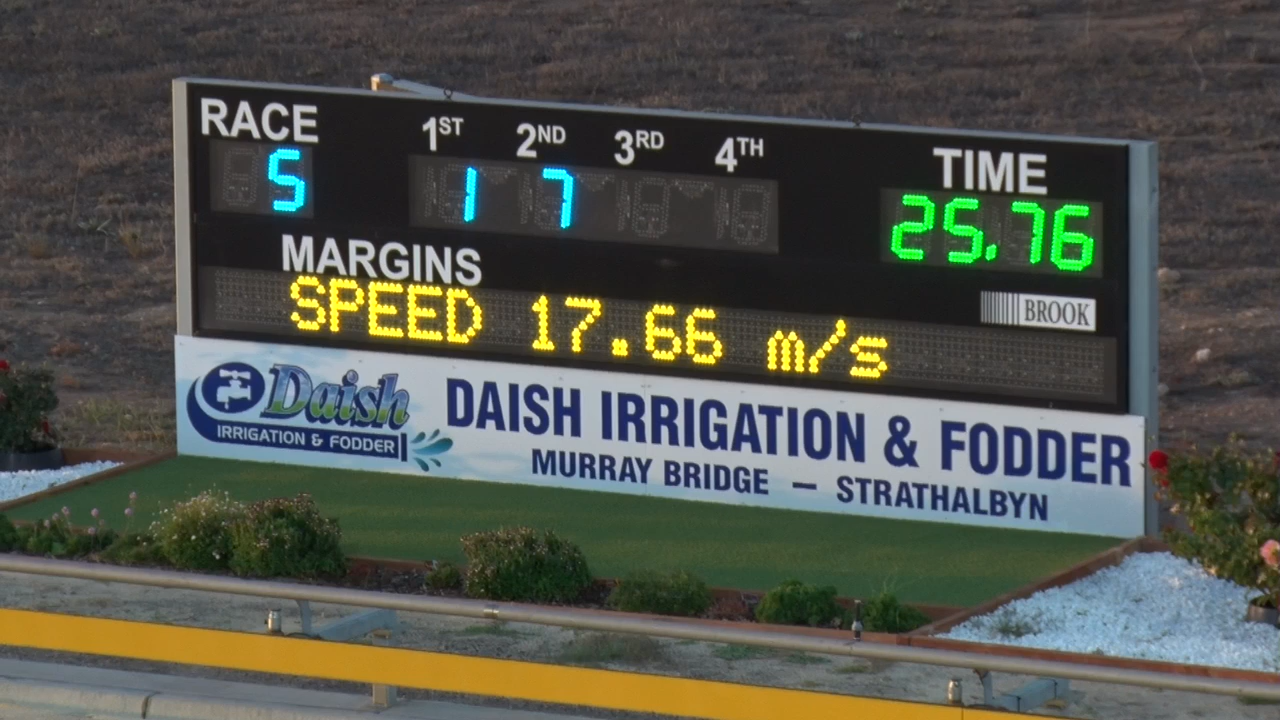 RACE 1ST 2ND 3RD 4TH TIME
5 1 7 25.76
MARGINS
BROOK
SPEED 17.66 m/s
Daish
IRRIGATION & FODDER
DAISH IRRIGATION & FODDER
MURRAY BRIDGE – STRATHALBYN